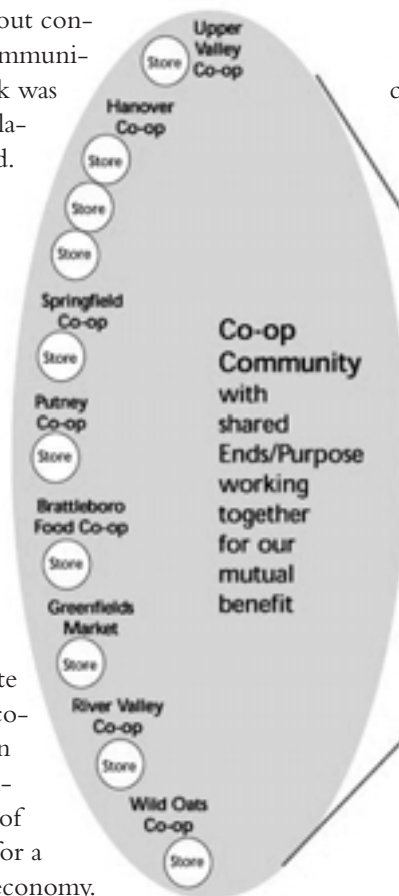 out con-
mmuni-
k was
la-
d.
c
Upper
Valley
Co-op
Store
Hanover
Co-op
Store
Store
Store
Springfield
Co-op
Store
Putney
Co-op
Store
Brattleboro
Food Co-op
Store
Greenfields
Market
Store
River Valley
Co-op
Store
Wild Oats
Co-op
Store
Co-op
Community
with
shared
Ends/Purpose
working
together
for our
mutual
benefit
te
co-
n
-
of
for a
economy.